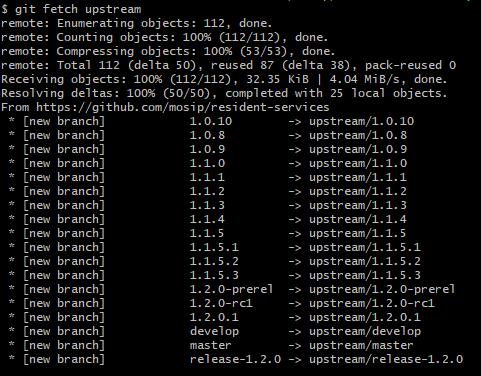 $ git fetch upstream
remote: Enumerating objects: 112, done.
remote: Counting objects: 100% (112/112), done.
remote: Compressing objects: 100% (53/53), done.
remote: Total 112 (delta 50), reused 87 (delta 38), pack-reused 0
Receiving objects: 100% (112/112), 32.35 KiB | 4.04 MiB/s, done.
Resolving deltas: 100% (50/50), completed with 25 local objects.
From https://github.com/mosip/resident-services
 * [new branch]          1.0.10        -> upstream/1.0.10
 * [new branch]          1.0.8         -> upstream/1.0.8
 * [new branch]          1.0.9         -> upstream/1.0.9
 * [new branch]          1.1.0         -> upstream/1.1.0
 * [new branch]          1.1.1         -> upstream/1.1.1
 * [new branch]          1.1.2         -> upstream/1.1.2
 * [new branch]          1.1.3         -> upstream/1.1.3
 * [new branch]          1.1.4         -> upstream/1.1.4
 * [new branch]          1.1.5         -> upstream/1.1.5
 * [new branch]          1.1.5.1       -> upstream/1.1.5.1
 * [new branch]          1.1.5.2       -> upstream/1.1.5.2
 * [new branch]          1.1.5.3       -> upstream/1.1.5.3
 * [new branch]          1.2.0-prerel  -> upstream/1.2.0-prerel
 * [new branch]          1.2.0-rc1     -> upstream/1.2.0-rc1
 * [new branch]          1.2.0.1       -> upstream/1.2.0.1
 * [new branch]          develop       -> upstream/develop
 * [new branch]          master        -> upstream/master
 * [new branch]          release-1.2.0 -> upstream/release-1.2.0